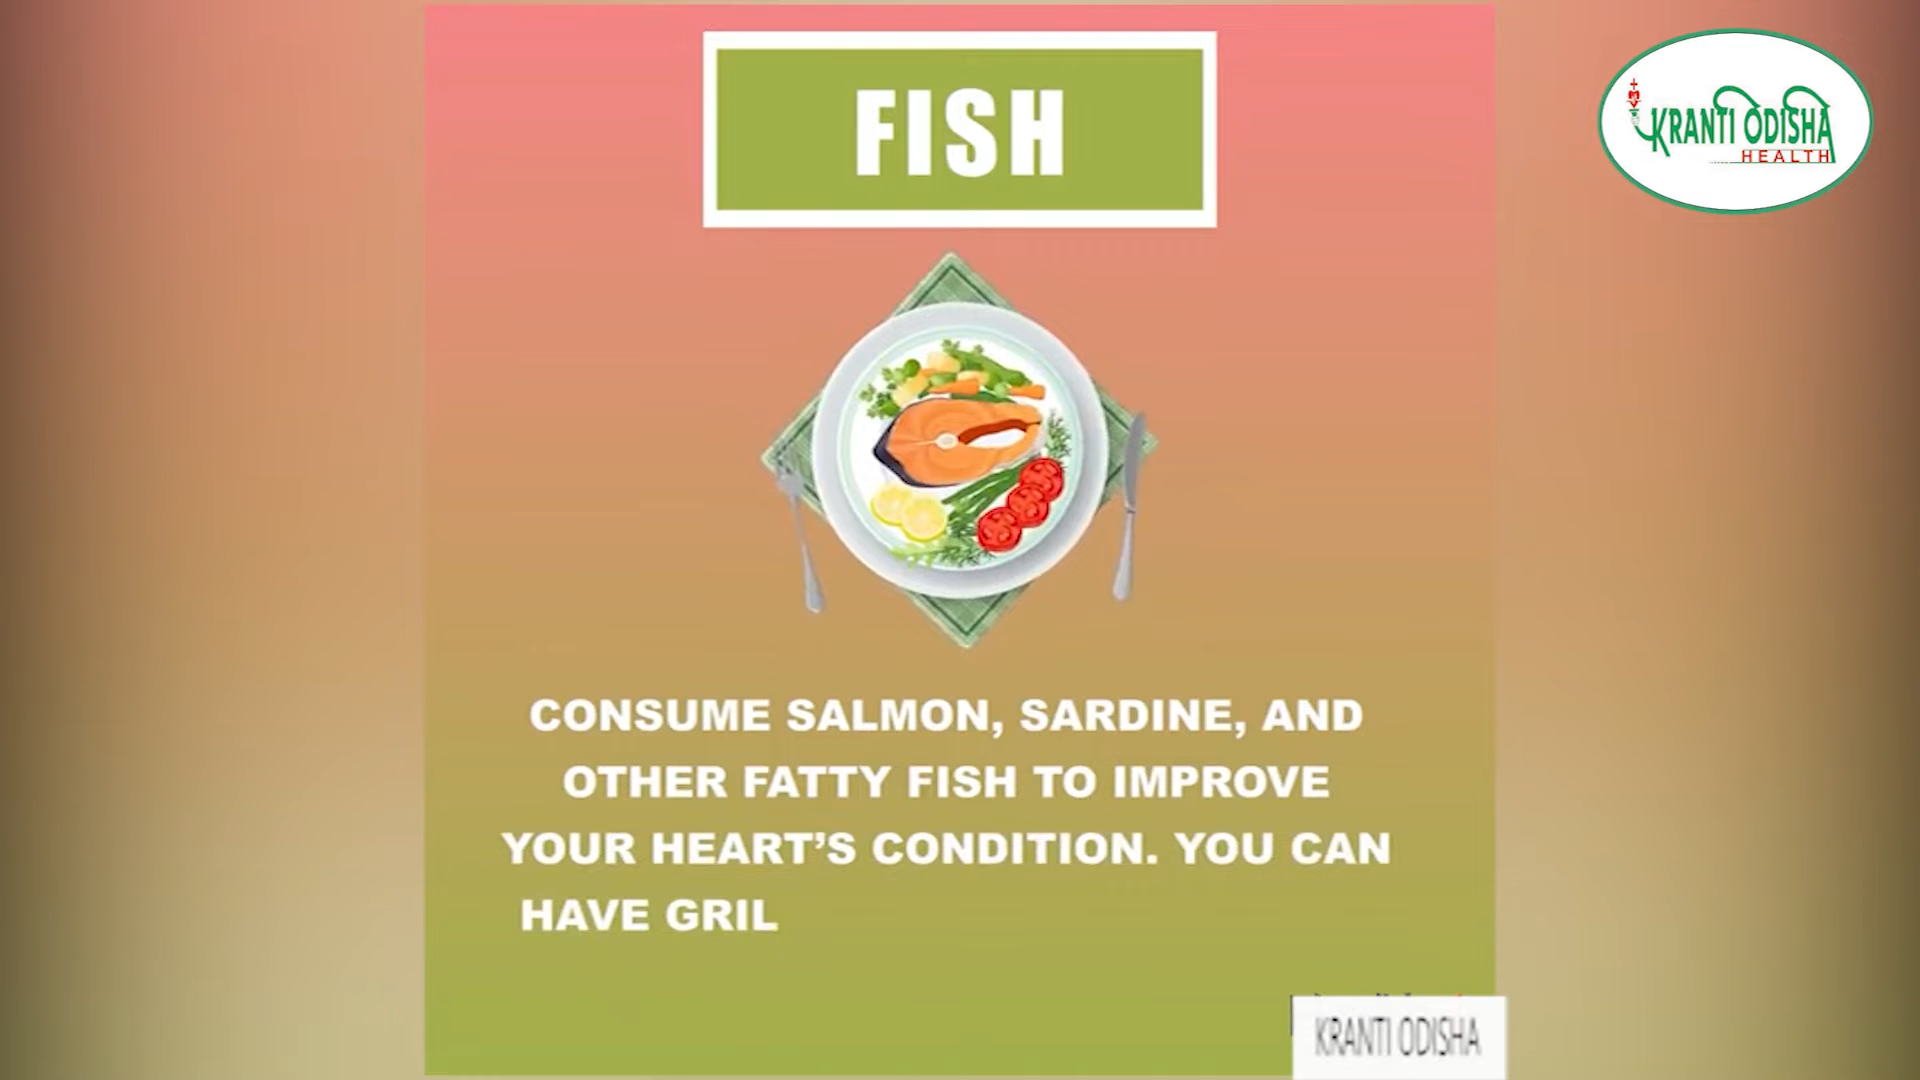 FISH
KRANTI ODISHA
HEALTH
CONSUME SALMON, SARDINE, AND
OTHER FATTY FISH TO IMPROVE
YOUR HEART’S CONDITION. YOU CAN
HAVE GRIL
KRANTI ODISHA